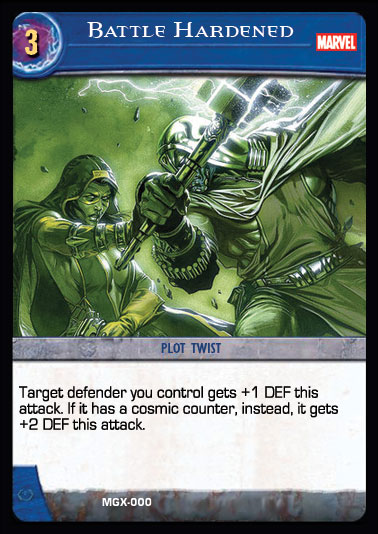 3
BATTLE HARDENED
MARVEL
PLOT TWIST
Target defender you control gets +1 DEF this
attack. If it has a cosmic counter, instead, it gets
+2 DEF this attack.
MGX-000